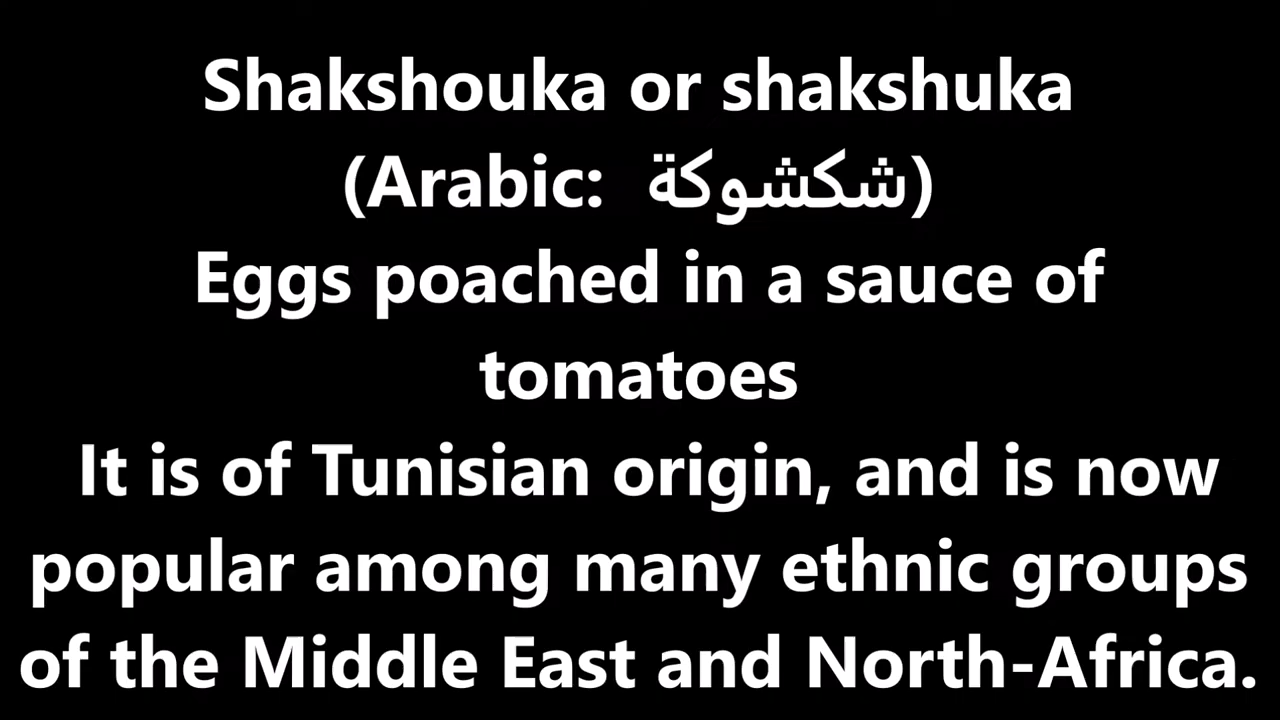 Shakshouka or shakshuka
(Arabic: شكشوكة)
Eggs poached in a sauce of
tomatoes
It is of Tunisian origin, and is now
popular among many ethnic groups
of the Middle East and North-Africa.